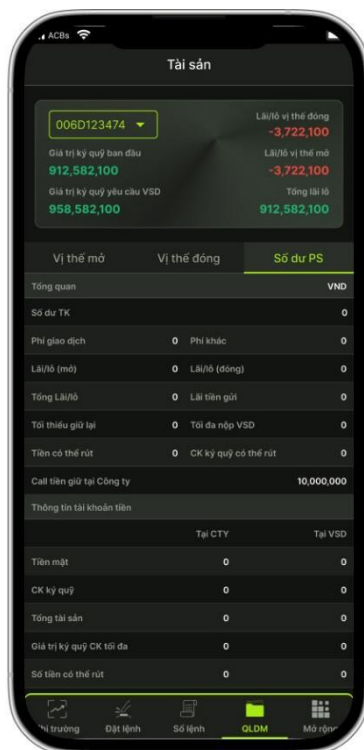 ACBs
Tài sản
006D123474
Lãi/lỗ vị thế đóng
-3,722,100
Giá trị ký quỹ ban đầu
912,582,100
Lãi/lỗ vị thế mở
-3,722,100
Giá trị ký quỹ yêu cầu VSD
958,582,100
Tổng lãi lỗ
912,582,100
Vị thế mở Vị thế đóng Số dư PS
Tổng quan VND
Số dư TK 0
Phí giao dịch 0 Phí khác 0
Lãi/lỗ (mở) 0 Lãi/lỗ (đóng) 0
Tổng Lãi/lỗ 0 Lãi tiền gửi 0
Tối thiểu giữ lại 0 Tối đa nộp VSD 0
Tiền có thể rút 0 CK ký quỹ có thể rút 0
Call tiền giữ tại Công ty 10,000,000
Thông tin tài khoản tiền
Tại CTY Tại VSD
Tiền mặt 0 0
CK ký quỹ 0 0
Tổng tài sản 0 0
Giá trị ký quỹ CK tối đa 0 0
Số tiền có thể rút 0 0
hị trường Đặt lệnh Sổ lệnh QLDM Mở rộng